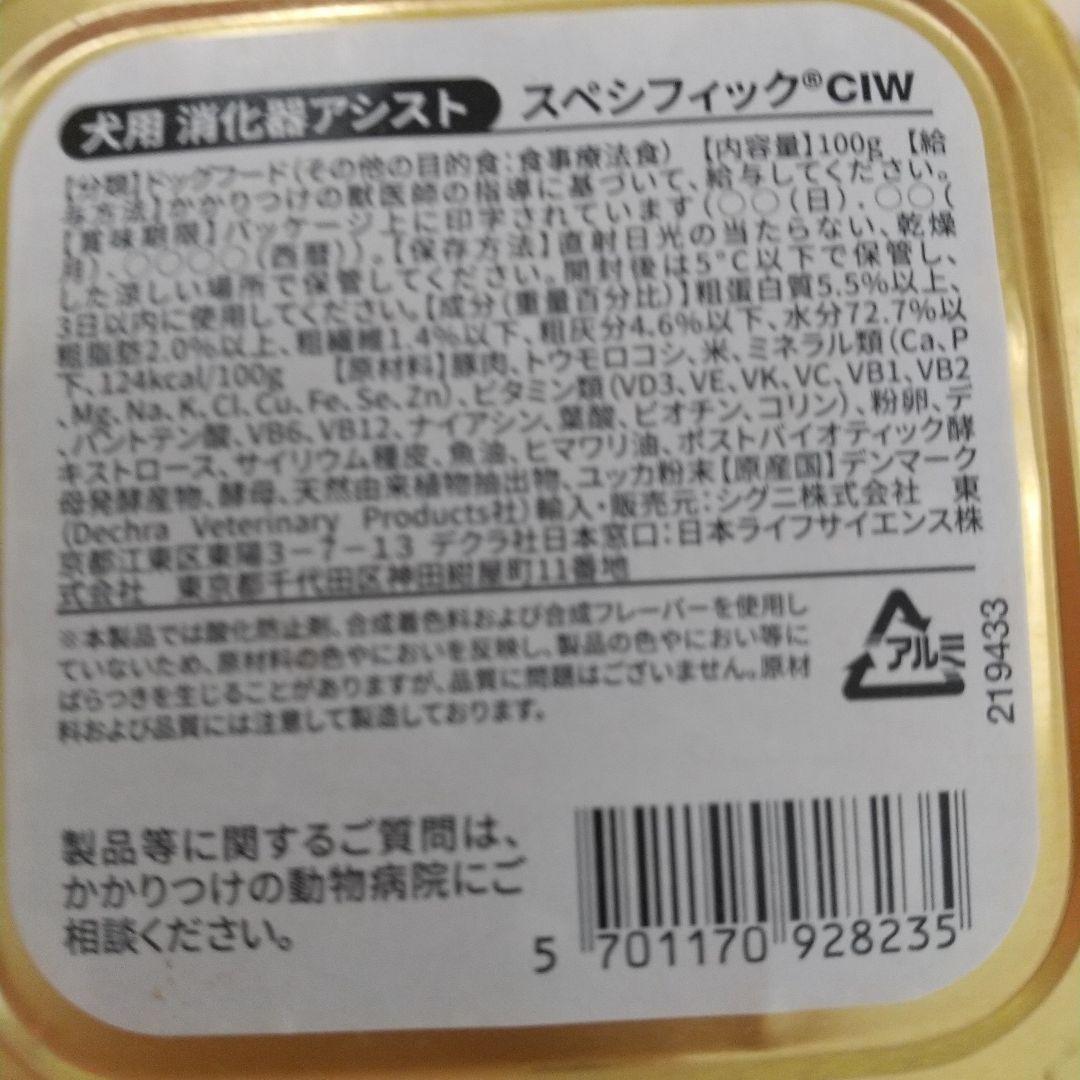 犬用 消化器アシスト スペシフィック®CIW
【分類】ドッグフード(その他の目的食:食事療法食) 【内容量】100g 【給
与方法】かかりつけの獣医師の指導に基づいて、給与してください。
【賞味期限】パッケージ上に印字されています(○○(日).○○(
月).○○○○(西暦))。【保存方法】直射日光の当たらない、乾燥
した涼しい場所で保管してください。開封後は5°C以下で保管し、
3日以内に使用してください。【成分(重量百分比)】粗蛋白質5.5%以上、
粗脂肪2.0%以上、粗繊維1.4%以下、粗灰分4.6%以下、水分72.7%以
下、124kcal/100g 【原材料】豚肉、トウモロコシ、米、ミネラル類(Ca、P
、Mg、Na、K、Cl、Cu、Fe、Se、Zn)、ビタミン類(VD3、VE、VK、VC、VB1、VB2
、パントテン酸、VB6、VB12、ナイアシン、葉酸、ビオチン、コリン)、粉卵、デ
キストロース、サイリウム種皮、魚油、ヒマワリ油、ポストバイオティック酵
母発酵産物、酵母、天然由来植物抽出物、ユッカ粉末【原産国】デンマーク
(Dechra Veterinary Products社)輸入・販売元:シグニ株式会社 東
京都江東区東陽3-7-13 デクラ社日本窓口:日本ライフサイエンス株
式会社 東京都千代田区神田紺屋町11番地
※本製品では酸化防止剤、合成着色料および合成フレーバーを使用し
ていないため、原材料の色やにおいを反映し、製品の色やにおい等に
ばらつきを生じることがありますが、品質に問題はございません。原材
料および品質には注意して製造しております。
アルミ
219433
製品等に関するご質問は、
かかりつけの動物病院にご
相談ください。
5 701170 928235